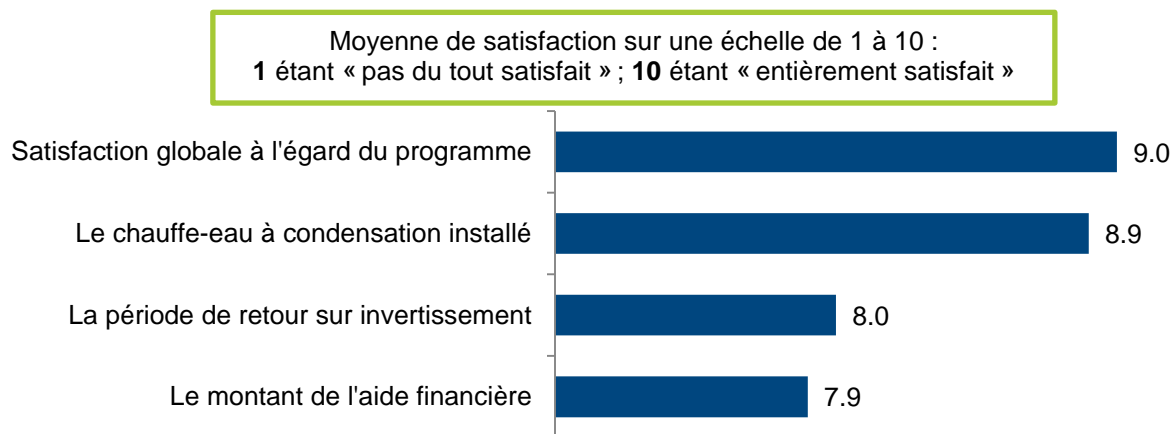 Moyenne de satisfaction sur une échelle de 1 à 10 :
1 étant « pas du tout satisfait » ; 10 étant « entièrement satisfait »
Satisfaction globale à l'égard du programme 9.0
Le chauffe-eau à condensation installé 8.9
La période de retour sur invertissement 8.0
Le montant de l'aide financière 7.9